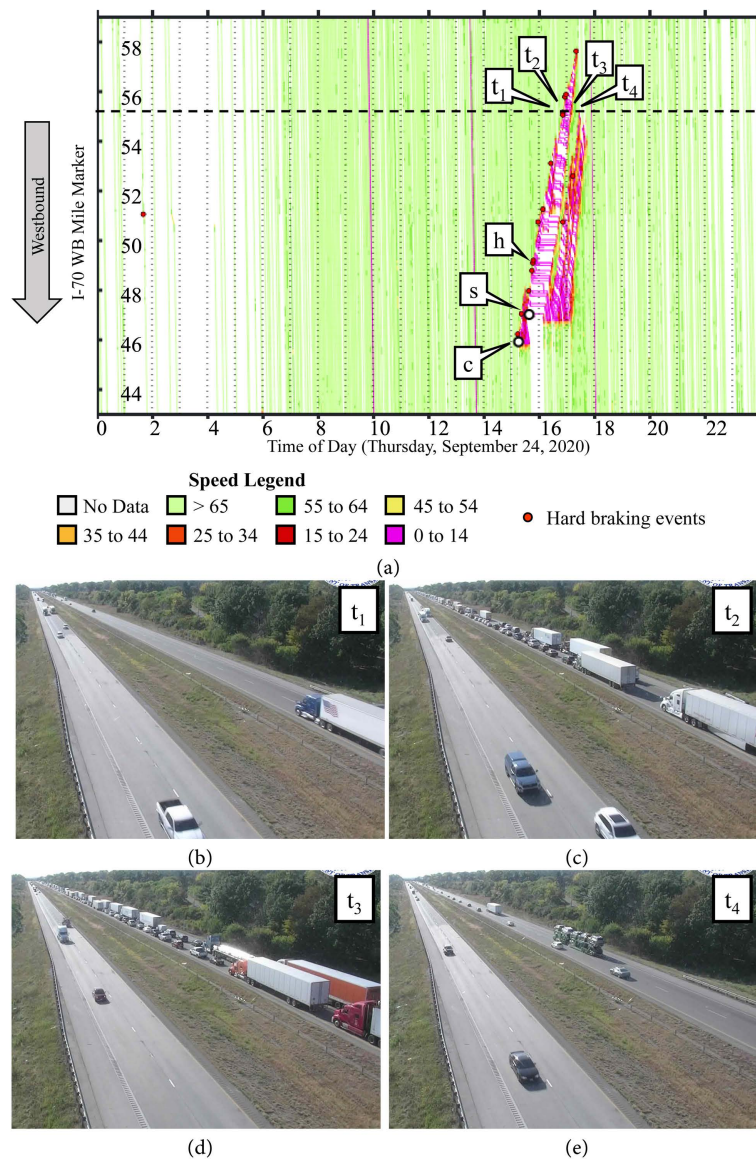 58
56
54
52
50
48
46
44
I-70 WB Mile Marker
Westbound
t1
t2
t3
t4
h
s
c
0 2 4 6 8 10 12 14 16 18 20 22
Time of Day (Thursday, September 24, 2020)
Speed Legend
No Data > 65 55 to 64 45 to 54
35 to 44 25 to 34 15 to 24 0 to 14
Hard braking events
(a)
t1
t2
(b)
(c)
t3
t4
(d)
(e)